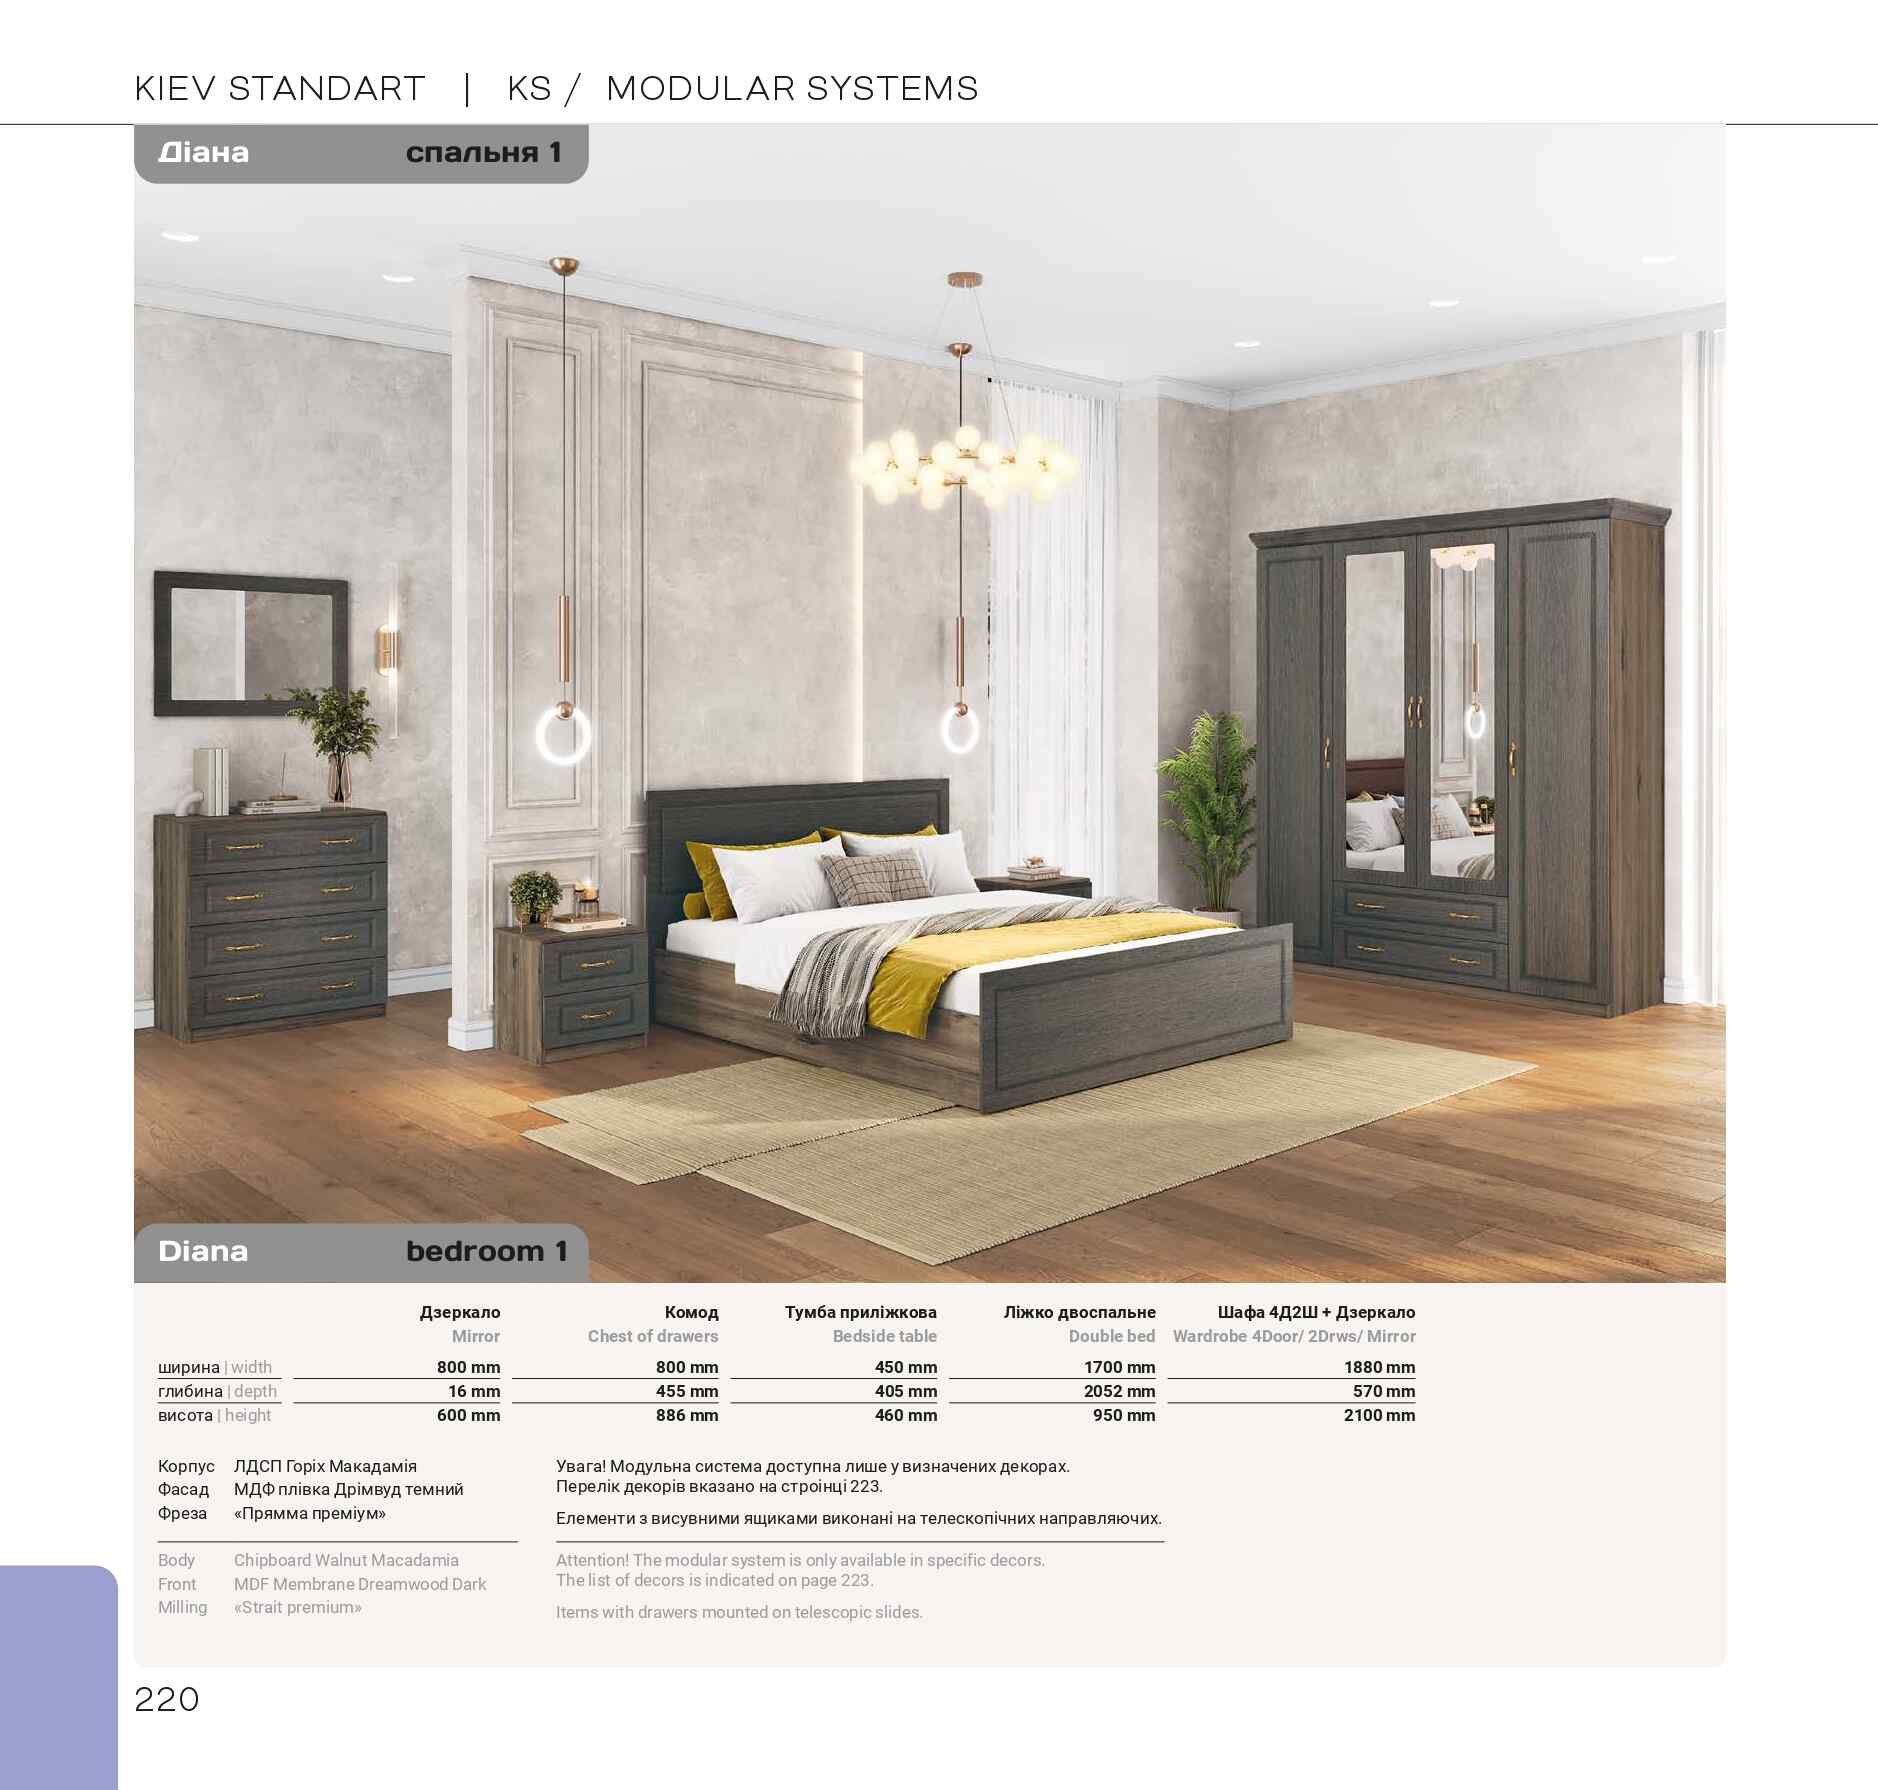 KIEV STANDART | KS / MODULAR SYSTEMS
Діана спальня 1
Diana bedroom 1
Дзеркало Комод Тумба приліжкова Ліжко двоспальне Шафа 4Д2Ш + Дзеркало
Mirror Chest of drawers Bedside table Double bed Wardrobe 4Door/ 2Drws/ Mirror
ширина | width 800 mm 800 mm 450 mm 1700 mm 1880 mm
глибина | depth 16 mm 455 mm 405 mm 2052 mm 570 mm
висота | height 600 mm 886 mm 460 mm 950 mm 2100 mm
Корпус ЛДСП Горіх Макадамія
Фасад МДФ плівка Дрімвуд темний
Фреза «Прямма преміум»
Body Chipboard Walnut Macadamia
Front MDF Membrane Dreamwood Dark
Milling «Strait premium»
Увага! Модульна система доступна лише у визначених декорах.
Перелік декорів вказано на строінці 223.
Елементи з висувними ящиками виконані на телескопічних направляючих.
Attention! The modular system is only available in specific decors.
The list of decors is indicated on page 223.
Items with drawers mounted on telescopic slides.
220